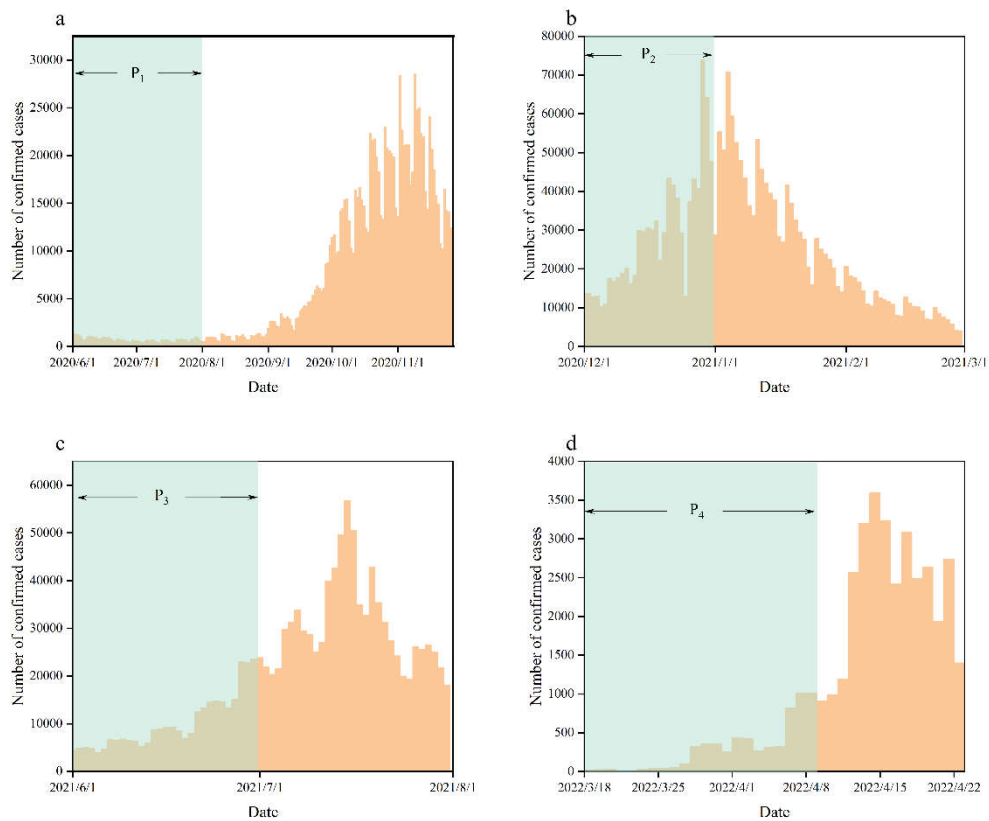 a
Number of confirmed cases
30000
25000
20000
15000
10000
5000
0
P1
2020/6/1 2020/7/1 2020/8/1 2020/9/1 2020/10/1 2020/11/1
Date
b
Number of confirmed cases
80000
70000
60000
50000
40000
30000
20000
10000
0
P2
2020/12/1 2021/1/1 2021/2/1 2021/3/1
Date
c
Number of confirmed cases
60000
50000
40000
30000
20000
10000
0
P3
2021/6/1 2021/7/1 2021/8/1
Date
d
Number of confirmed cases
4000
3500
3000
2500
2000
1500
1000
500
0
P4
2022/3/18 2022/3/25 2022/4/1 2022/4/8 2022/4/15 2022/4/22
Date